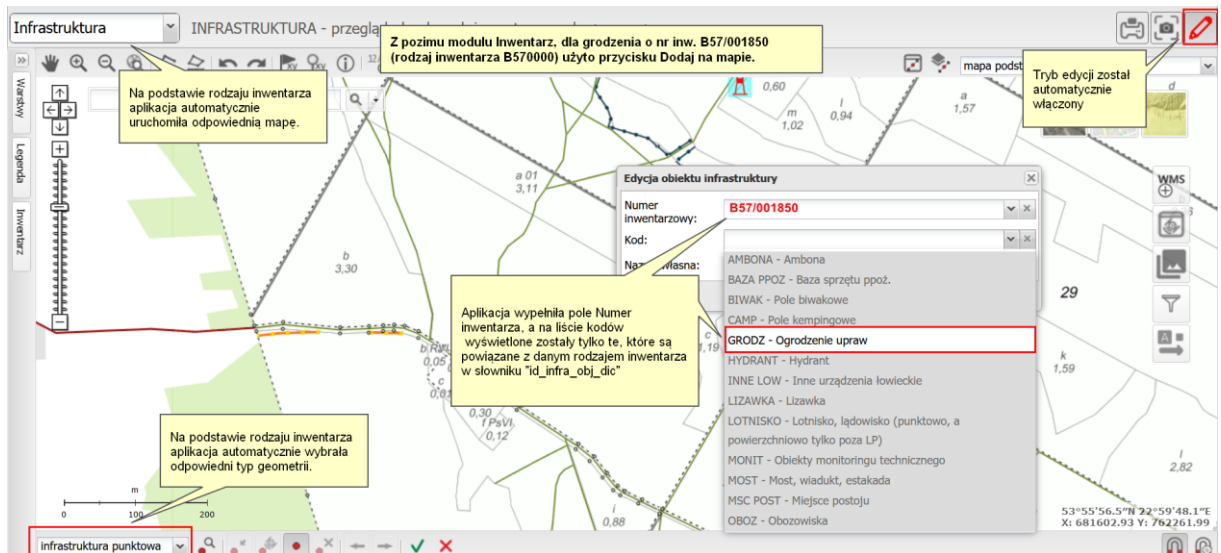 Infrastruktura
INFRASTRUKTURA - przegląd
Z pozimu modulu Inwentarz, dla grodzenia o nr inw. B57/001850
(rodzaj inwentarza B570000) użyto przycisku Dodaj na mapie.
mapa podst
Na podstawie rodzaju inwentarza
aplikacja automatycznie
uruchomiła odpowiednią mapę.
Tryb edycji został
automatycznie
włączony
Warstwy
Legenda
Inwentarz
0,60
m
1,02
l
0,94
a
1,57
d
a 01
3,11
b
3,30
WMS
Edycja obiektu infrastruktury
Numer
inwentarzowy:
B57/001850
Kod:
AMBONA - Ambona
BAZA PPOZ - Baza sprzętu ppoż.
BIWAK - Pole biwakowe
CAMP - Pole kempingowe
GRODZ - Ogrodzenie upraw
HYDRANT - Hydrant
INNE LOW - Inne urządzenia łowieckie
LIZAWKA - Lizawka
LOTNISKO - Lotnisko, lądowisko (punktowo, a
powierzchniowo tylko poza LP)
MONIT - Obiekty monitoringu technicznego
MOST - Most, wiadukt, estakada
MSC POST - Miejsce postoju
OBOZ - Obozowiska
Aplikacja wypełniła pole Numer
inwentarza, a na liście kodów
wyświetlone zostały tylko te, które są
powiązane z danym rodzajem inwentarza
w słowniku "id_infra_obj_dic"
29
c
1,19
k
1,59
0,05
c
0,30
f PsVI
0,12
l
2,82
i
0,88
Na podstawie rodzaju inwentarza
aplikacja automatycznie wybrała
odpowiedni typ geometrii.
m
0 100 200
53°55'56.5"N 22°59'48.1"E
X: 681602.93 Y: 762261.99
infrastruktura punktowa